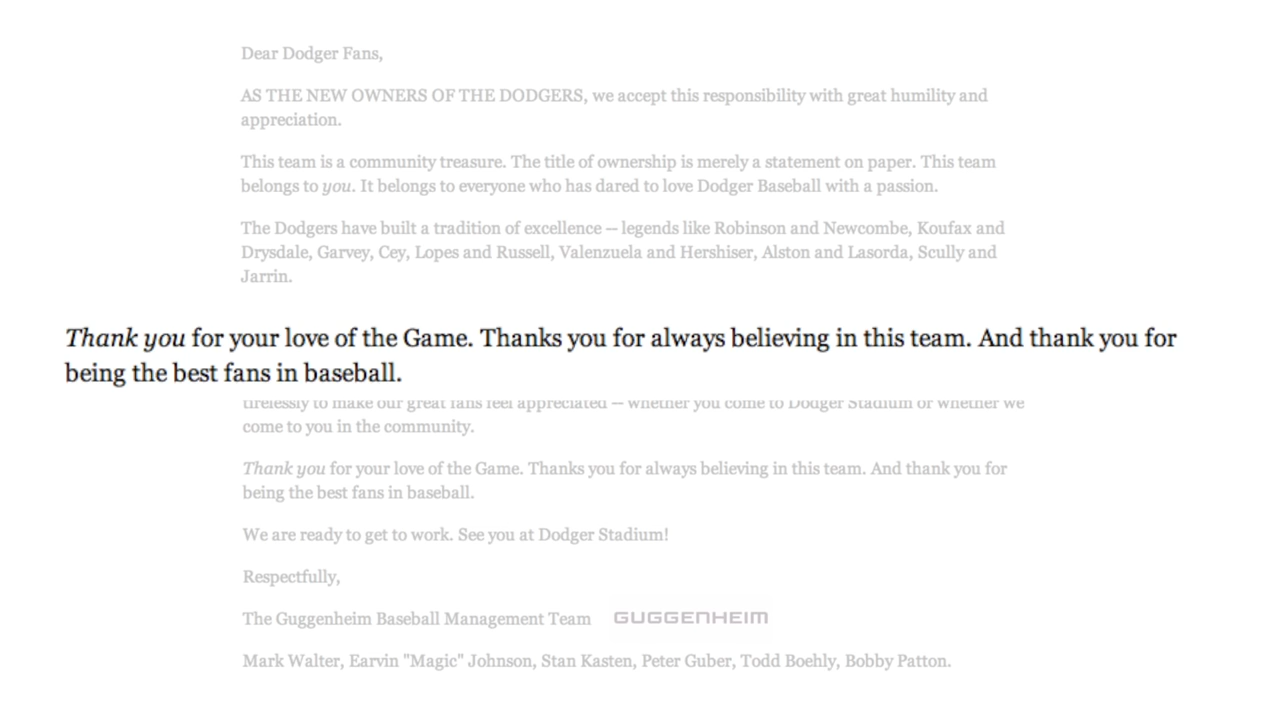 Dear Dodger Fans,
AS THE NEW OWNERS OF THE DODGERS, we accept this responsibility with great humility and
appreciation.
This team is a community treasure. The title of ownership is merely a statement on paper. This team
belongs to you. It belongs to everyone who has dared to love Dodger Baseball with a passion.
The Dodgers have built a tradition of excellence -- legends like Robinson and Newcombe, Koufax and
Drysdale, Garvey, Cey, Lopes and Russell, Valenzuela and Hershiser, Alston and Lasorda, Scully and
Jarrin.
Thank you for your love of the Game. Thanks you for always believing in this team. And thank you for
being the best fans in baseball.
tirelessly to make our great fans feel appreciated -- whether you come to Dodger Stadium or whether we
come to you in the community.
Thank you for your love of the Game. Thanks you for always believing in this team. And thank you for
being the best fans in baseball.
We are ready to get to work. See you at Dodger Stadium!
Respectfully,
The Guggenheim Baseball Management Team GUGGENHEIM
Mark Walter, Earvin "Magic" Johnson, Stan Kasten, Peter Guber, Todd Boehly, Bobby Patton.